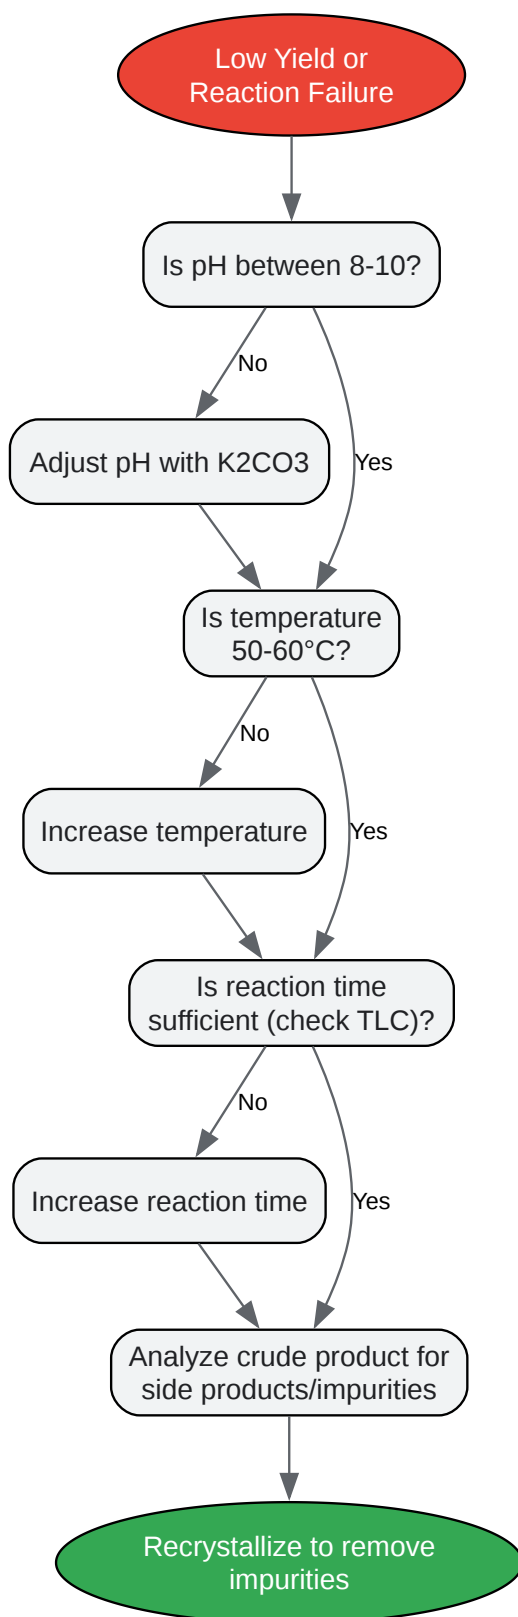 Low Yield or
Reaction Failure
Is pH between 8-10?
No
Adjust pH with K2CO3
Yes
Is temperature
50-60°C?
No
Increase temperature
Yes
Is reaction time
sufficient (check TLC)?
No
Increase reaction time
Yes
Analyze crude product for
side products/impurities
Recrystallize to remove
impurities